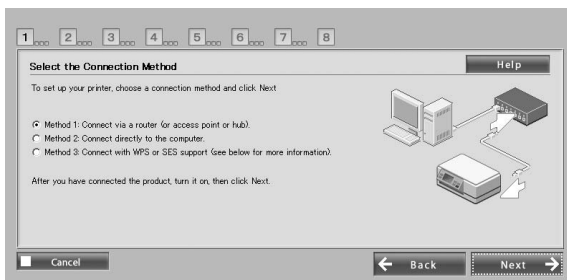 1 2 3 4 5 6 7 8
Select the Connection Method
Help
To set up your printer, choose a connection method and click Next
Method 1: Connect via a router (or access point or hub).
Method 2: Connect directly to the computer.
Method 3: Connect with WPS or SES support (see below for more information).
After you have connected the product, turn it on, then click Next.
Cancel
Back
Next